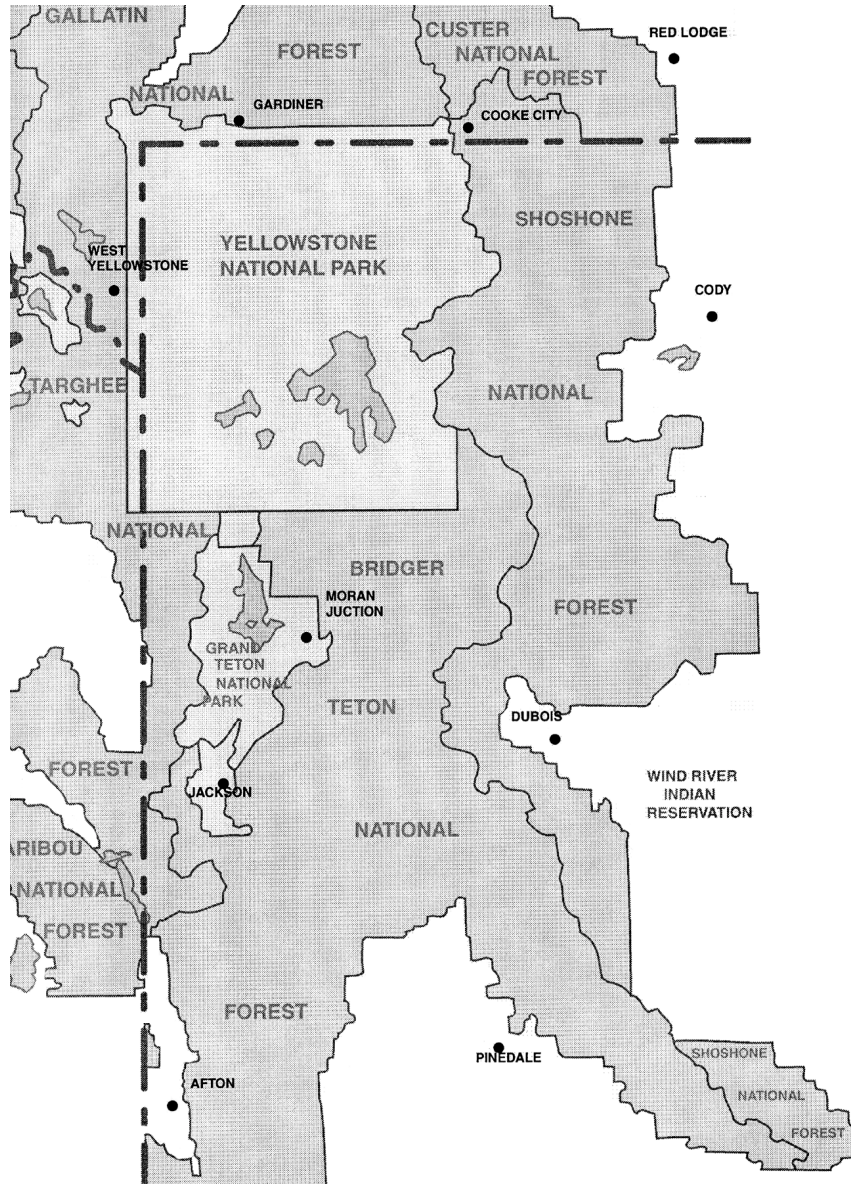 GALLATIN
CUSTER
RED LODGE
FOREST
NATIONAL
FOREST
NATIONAL
GARDINER
COOKE CITY
SHOSHONE
YELLOWSTONE
NATIONAL PARK
WEST
YELLOWSTONE
CODY
TARGHEE
NATIONAL
NATIONAL
BRIDGER
MORAN
JUCTION
FOREST
GRAND
TETON
NATIONAL
PARK
TETON
DUBOIS
FOREST
JACKSON
WIND RIVER
INDIAN
RESERVATION
NATIONAL
ARIBOU
NATIONAL
FOREST
FOREST
PINEDALE
SHOSHONE
NATIONAL
FOREST
AFTON